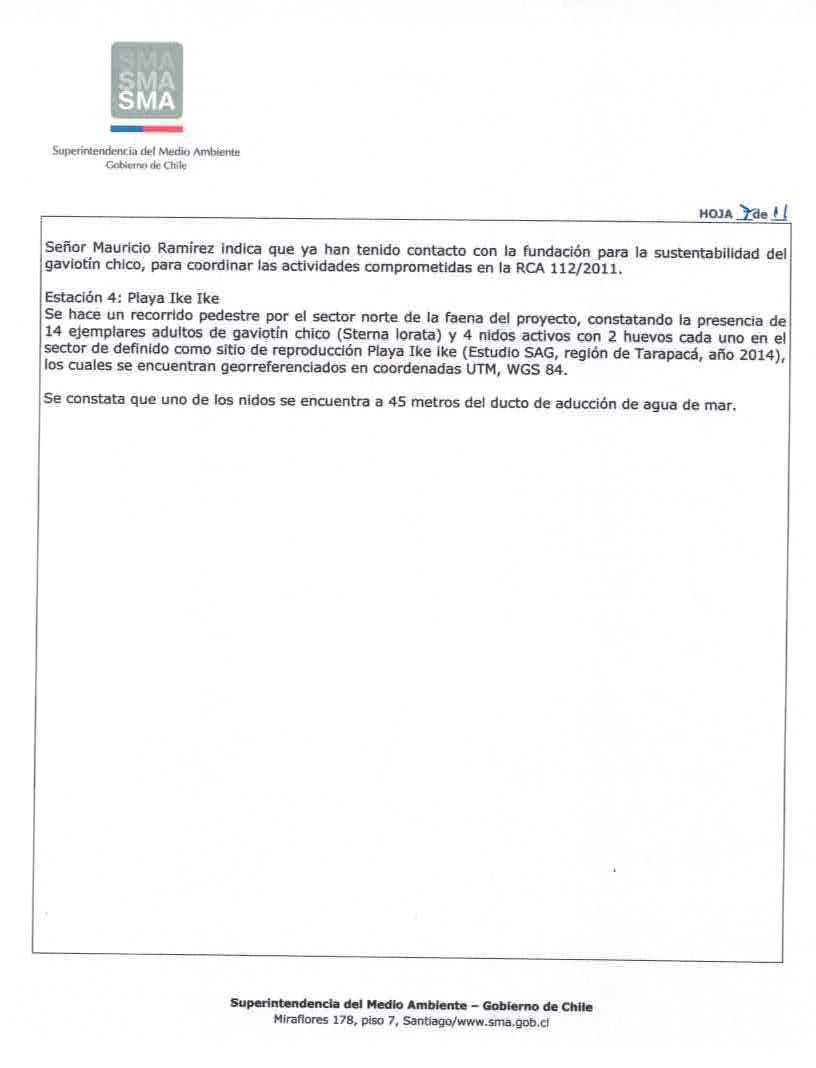 SMA
SMA
SMA
Superintendencia del Medio Ambiente
Gobierno de Chile
HOJA 7 de 11
Señor Mauricio Ramírez indica que ya han tenido contacto con la fundación para la sustentabilidad del
gaviotín chico, para coordinar las actividades comprometidas en la RCA 112/2011.
Estación 4: Playa Ike Ike
Se hace un recorrido pedestre por el sector norte de la faena del proyecto, constatando la presencia de
14 ejemplares adultos de gaviotín chico (Sterna lorata) y 4 nidos activos con 2 huevos cada uno en el
sector de definido como sitio de reproducción Playa Ike ike (Estudio SAG, región de Tarapacá, año 2014),
los cuales se encuentran georreferenciados en coordenadas UTM, WGS 84.
Se constata que uno de los nidos se encuentra a 45 metros del ducto de aducción de agua de mar.
Superintendencia del Medio Ambiente – Gobierno de Chile
Miraflores 178, piso 7, Santiago/www.sma.gob.cl